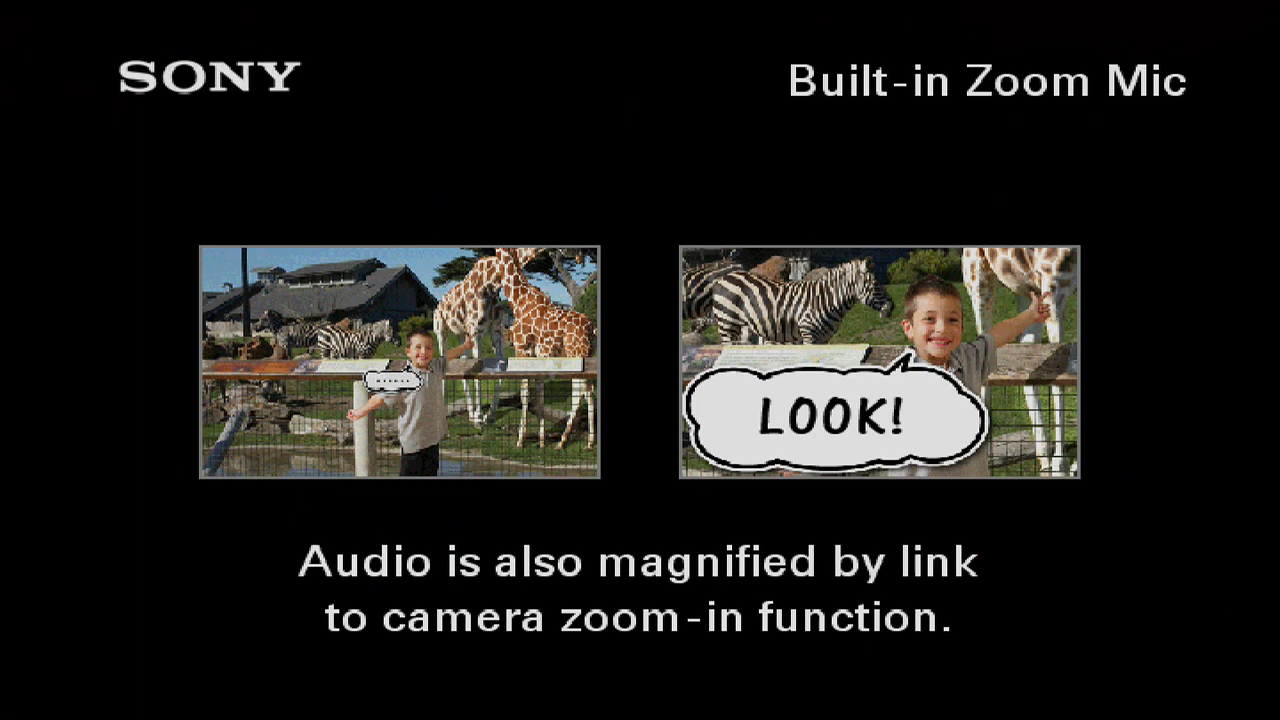 SONY
Built-in Zoom Mic
......
LOOK!
Audio is also magnified by link
to camera zoom-in function.